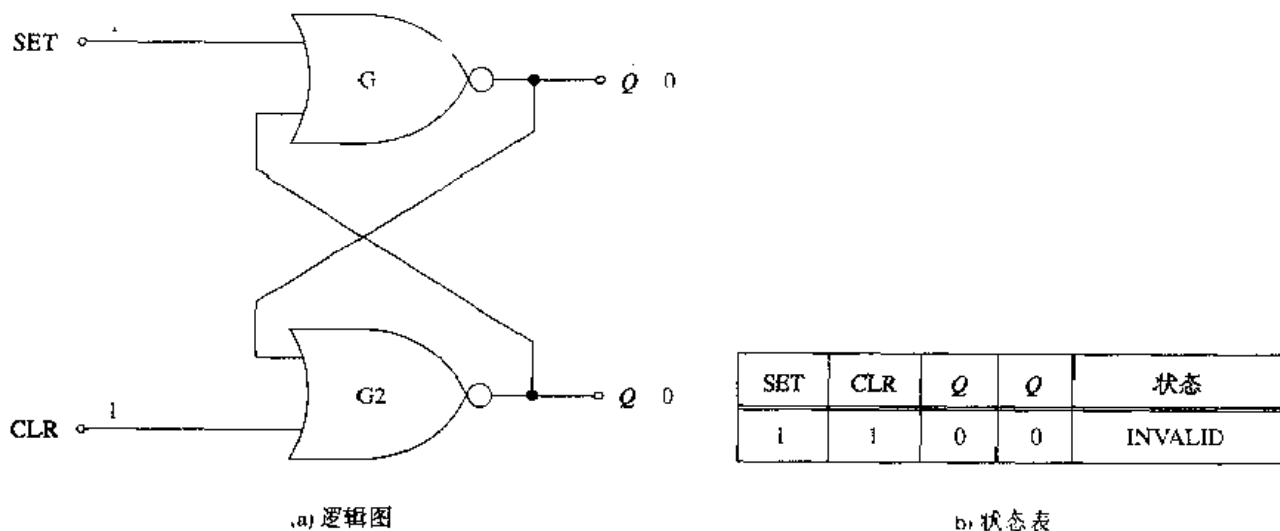 SET
G
Q 0
CLR 1
G2
Q 0
a) 逻辑图
SET CLR Q Q 状态
1 1 0 0 INVALID
b) 状态表